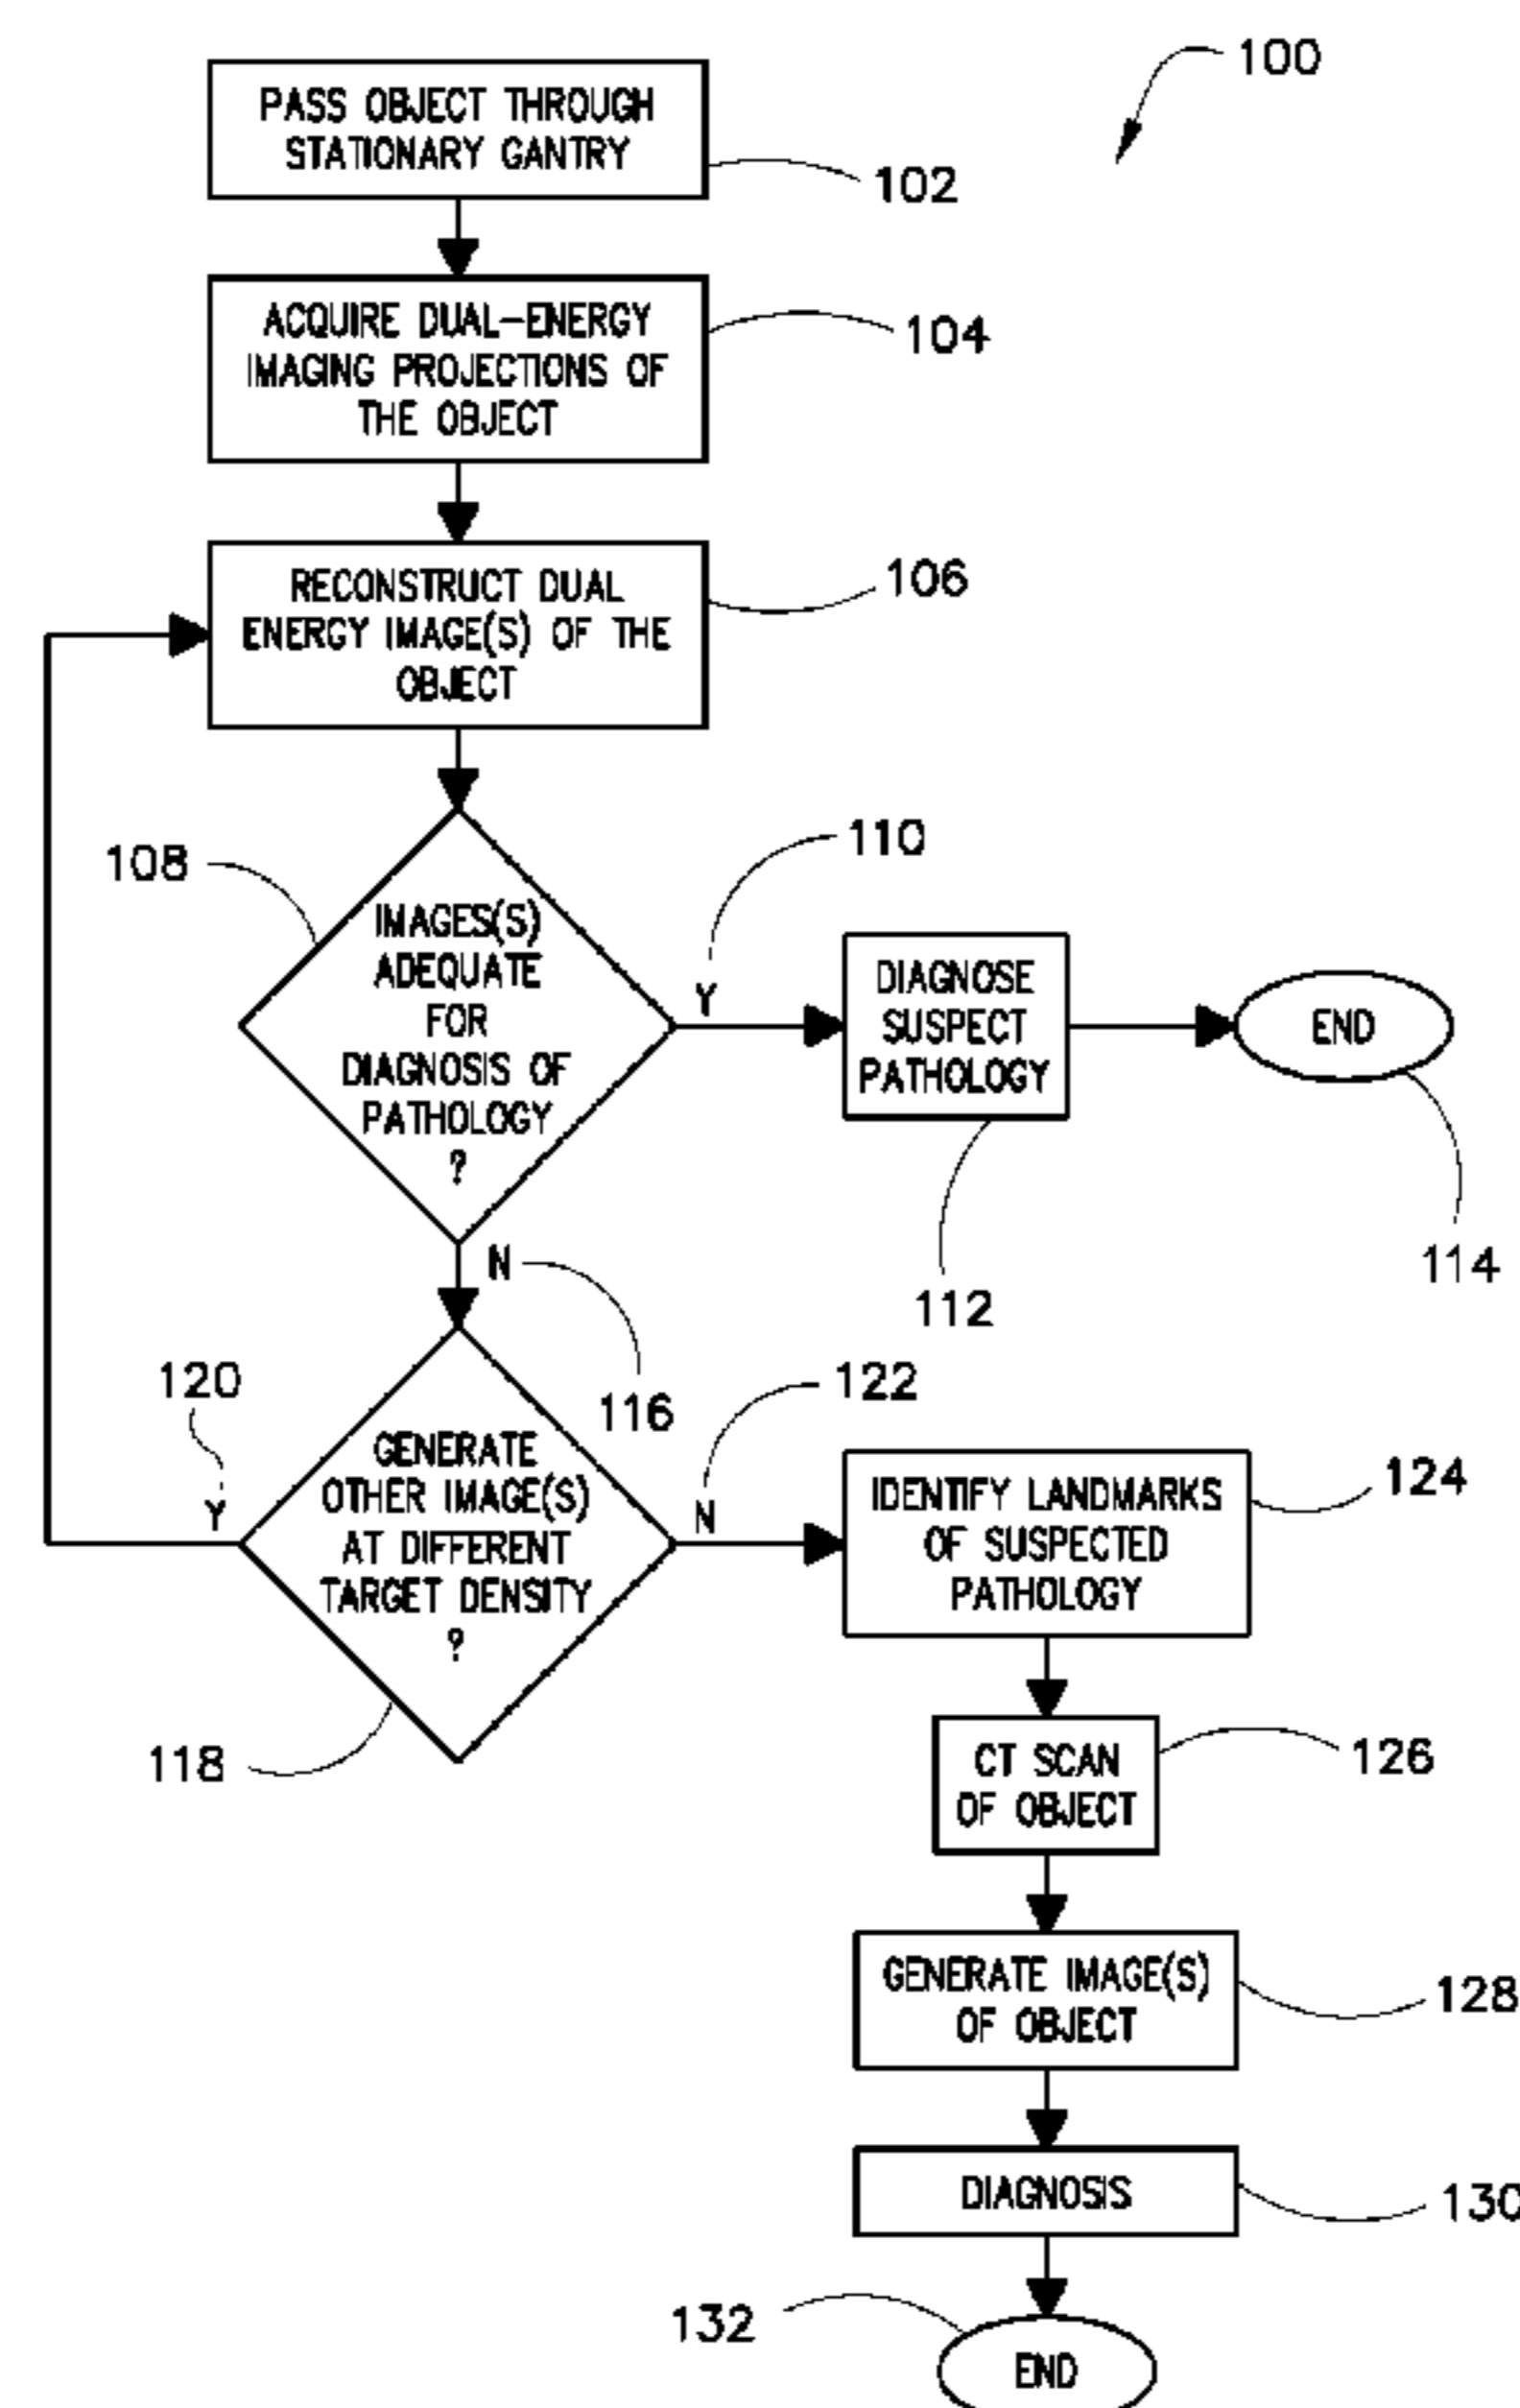 100
PASS OBJECT THROUGH
STATIONARY GANTRY
102
ACQUIRE DUAL-ENERGY
IMAGING PROJECTIONS OF
THE OBJECT
104
RECONSTRUCT DUAL
ENERGY IMAGE(S) OF THE
OBJECT
106
108
IMAGES(S)
ADEQUATE
FOR
DIAGNOSIS OF
PATHOLOGY
?
110
Y
DIAGNOSE
SUSPECT
PATHOLOGY
112
END
114
N
116
120
Y
GENERATE
OTHER IMAGE(S)
AT DIFFERENT
TARGET DENSITY
?
118
122
N
IDENTIFY LANDMARKS
OF SUSPECTED
PATHOLOGY
124
CT SCAN
OF OBJECT
126
GENERATE IMAGE(S)
OF OBJECT
128
DIAGNOSIS
130
132
END